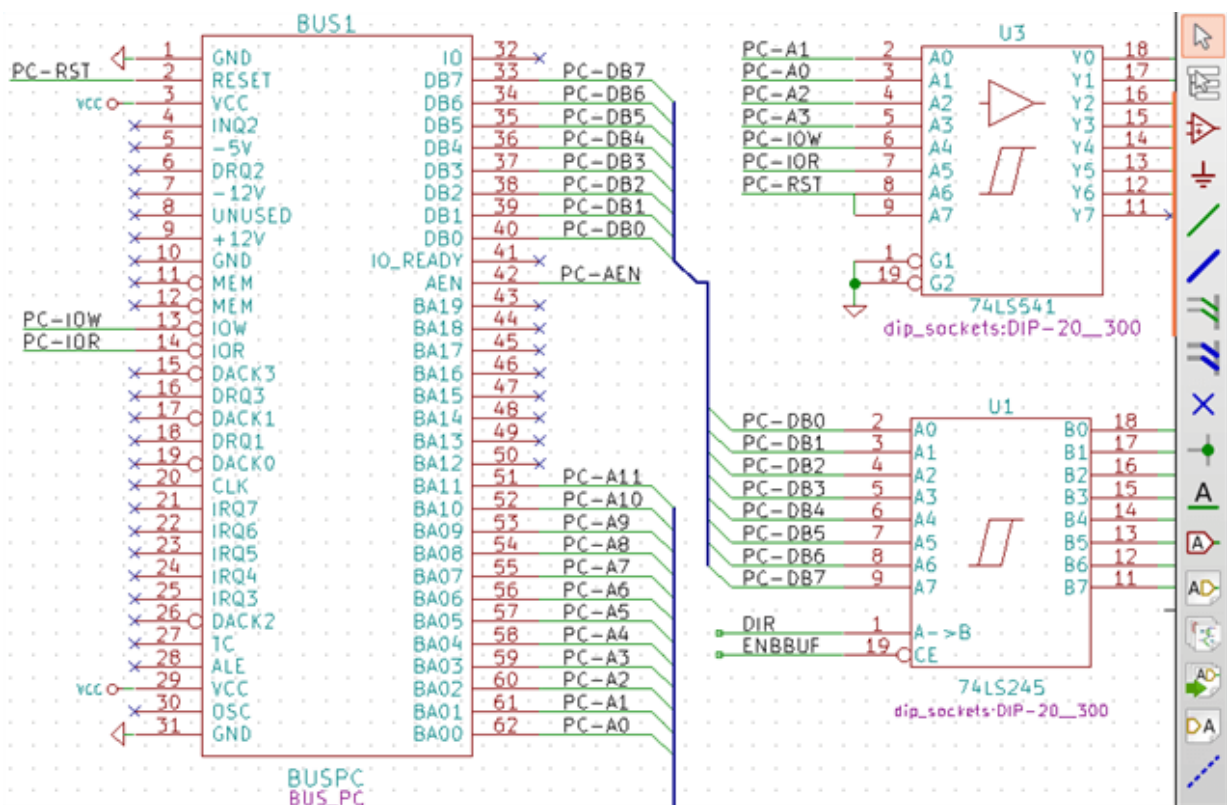 BUS1
1 GND
PC-RST 2 RESET
VCC 3 VCC
4 INQ2
5 -5V
6 DRQ2
7 -12V
8 UNUSED
9 +12V
10 GND
11 MEM
12 MEM
PC-IOW 13 IOW
PC-IOR 14 IOR
15 DACK3
16 DRQ3
17 DACK1
18 DRQ1
19 DACK0
20 CLK
21 IRQ7
22 IRQ6
23 IRQ5
24 IRQ4
25 IRQ3
26 DACK2
27 TC
28 ALE
VCC 29 VCC
30 OSC
31 GND
IO 32
DB7 33 PC-DB7
DB6 34 PC-DB6
DB5 35 PC-DB5
DB4 36 PC-DB4
DB3 37 PC-DB3
DB2 38 PC-DB2
DB1 39 PC-DB1
DB0 40 PC-DB0
IO_READY 41
AEN 42 PC-AEN
BA19 43
BA18 44
BA17 45
BA16 46
BA15 47
BA14 48
BA13 49
BA12 50
BA11 51 PC-A11
BA10 52 PC-A10
BA09 53 PC-A9
BA08 54 PC-A8
BA07 55 PC-A7
BA06 56 PC-A6
BA05 57 PC-A5
BA04 58 PC-A4
BA03 59 PC-A3
BA02 60 PC-A2
BA01 61 PC-A1
BA00 62 PC-A0
BUSPC
BUS_PC
U3
PC-A1 2 A0 Y0 18
PC-A0 3 A1 Y1 17
PC-A2 4 A2 Y2 16
PC-A3 5 A3 Y3 15
PC-IOW 6 A4 Y4 14
PC-IOR 7 A5 Y5 13
PC-RST 8 A6 Y6 12
9 A7 Y7 11
1 G1
19 G2
74LS541
dip_sockets:DIP-20__300
U1
PC-DB0 2 A0 B0 18
PC-DB1 3 A1 B1 17
PC-DB2 4 A2 B2 16
PC-DB3 5 A3 B3 15
PC-DB4 6 A4 B4 14
PC-DB5 7 A5 B5 13
PC-DB6 8 A6 B6 12
PC-DB7 9 A7 B7 11
DIR 1 A->B
ENBBUF 19 CE
74LS245
dip_sockets:DIP-20__300
A
A
AD
DA